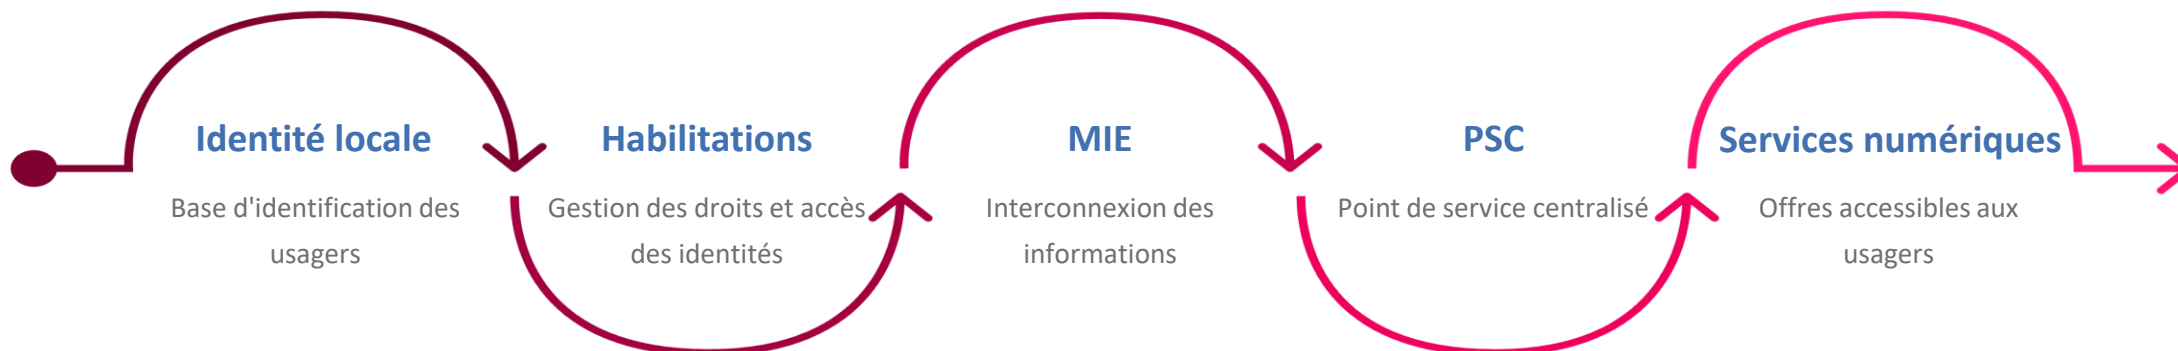 Identité locale
Base d'identification des
usagers
Habilitations
Gestion des droits et accès
des identités
MIE
Interconnexion des
informations
PSC
Point de service centralisé
Services numériques
Offres accessibles aux
usagers